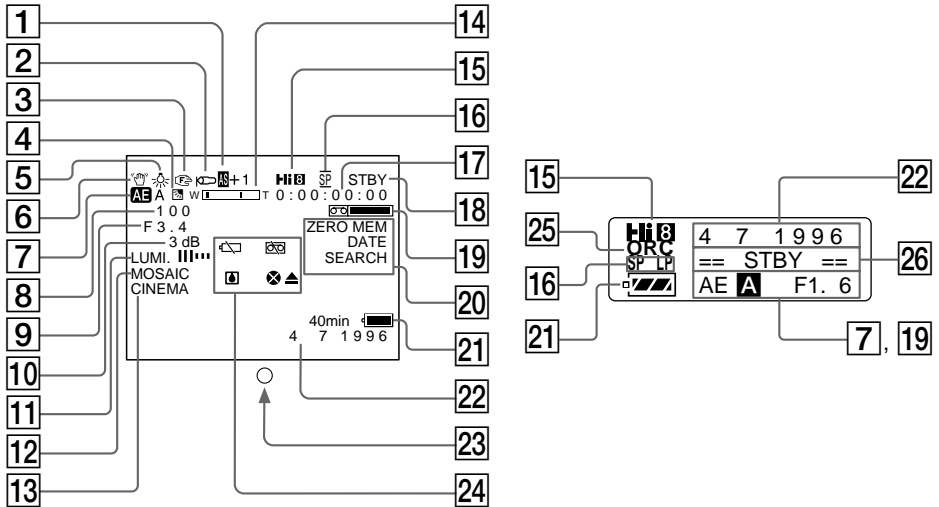 1
2
3
4
5
6
7
8
9
10
11
12
13
14
15
16
17
18
19
20
21
22
23
24
AS+1
Hi8
SP
STBY
AE A
W T
0:00:00:00
100
F3.4
3 dB
LUMI.
MOSAIC
CINEMA
ZERO MEM
DATE
SEARCH
40min
4 7 1996
15
25
16
21
22
26
7, 19
Hi8
ORC
SP LP
4 7 1996
== STBY ==
AE A F1. 6